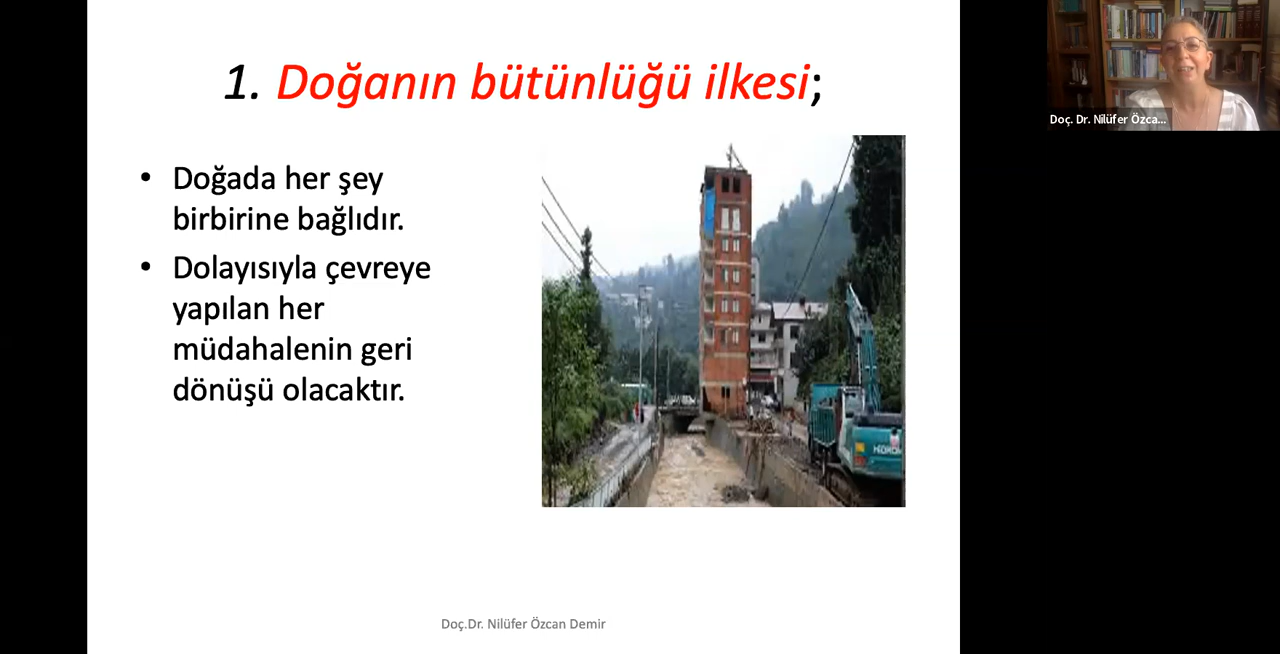 1. Doğanın bütünlüğü ilkesi;
• Doğada her şey
birbirine bağlıdır.
• Dolayısıyla çevreye
yapılan her
müdahalenin geri
dönüşü olacaktır.
Doç.Dr. Nilüfer Özcan Demir
Doç. Dr. Nilüfer Özca...